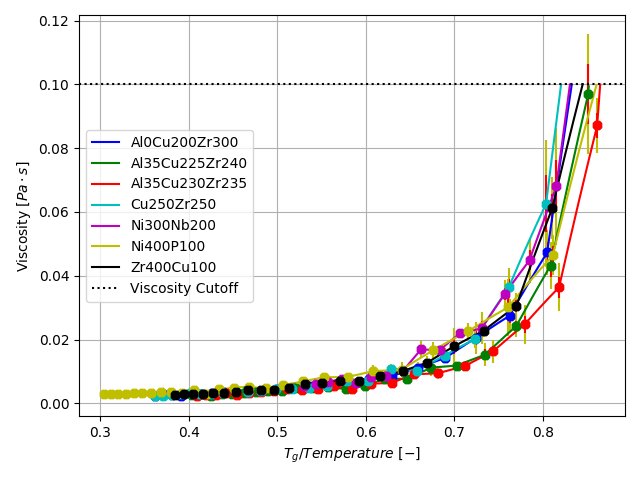 0.12
0.10
0.08
0.06
0.04
0.02
0.00
Viscosity [Pa · s]
Al0Cu200Zr300
Al35Cu225Zr240
Al35Cu230Zr235
Cu250Zr250
Ni300Nb200
Ni400P100
Zr400Cu100
Viscosity Cutoff
0.3 0.4 0.5 0.6 0.7 0.8
Tg/Temperature [−]